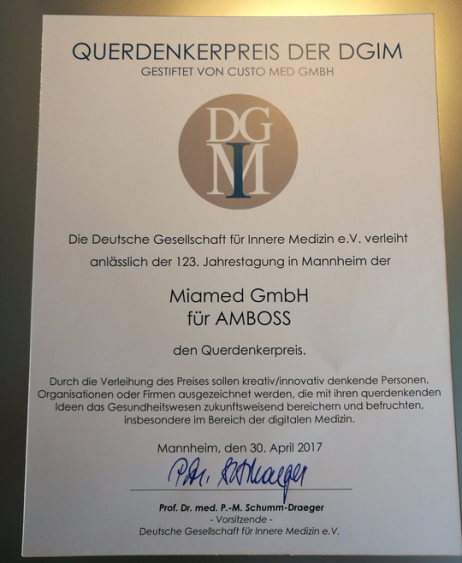 QUERDENKERPREIS DER DGIM
GESTIFTET VON CUSTO MED GMBH
DG
IM
Die Deutsche Gesellschaft für Innere Medizin e.V. verleiht
anlässlich der 123. Jahrestagung in Mannheim der
Miamed GmbH
für AMBOSS
den Querdenkerpreis.
Durch die Verleihung des Preises sollen kreativ/innovativ denkende Personen,
Organisationen oder Firmen ausgezeichnet werden, die mit ihren querdenkenden
Ideen das Gesundheitswesen zukunftsweisend bereichern und befruchten,
insbesondere im Bereich der digitalen Medizin.
Mannheim, den 30. April 2017
Prof. Dr. med. P.-M. Schumm-Draeger
- Vorsitzende -
Deutsche Gesellschaft für Innere Medizin e.V.